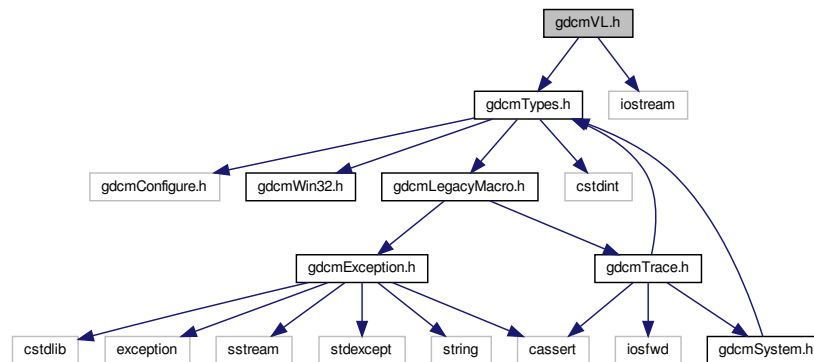 gdcmVL.h
gdcmTypes.h
iostream
gdcmConfigure.h
gdcmWin32.h
gdcmLegacyMacro.h
cstdint
gdcmException.h
gdcmTrace.h
cstdlib
exception
sstream
stdexcept
string
cassert
iosfwd
gdcmSystem.h